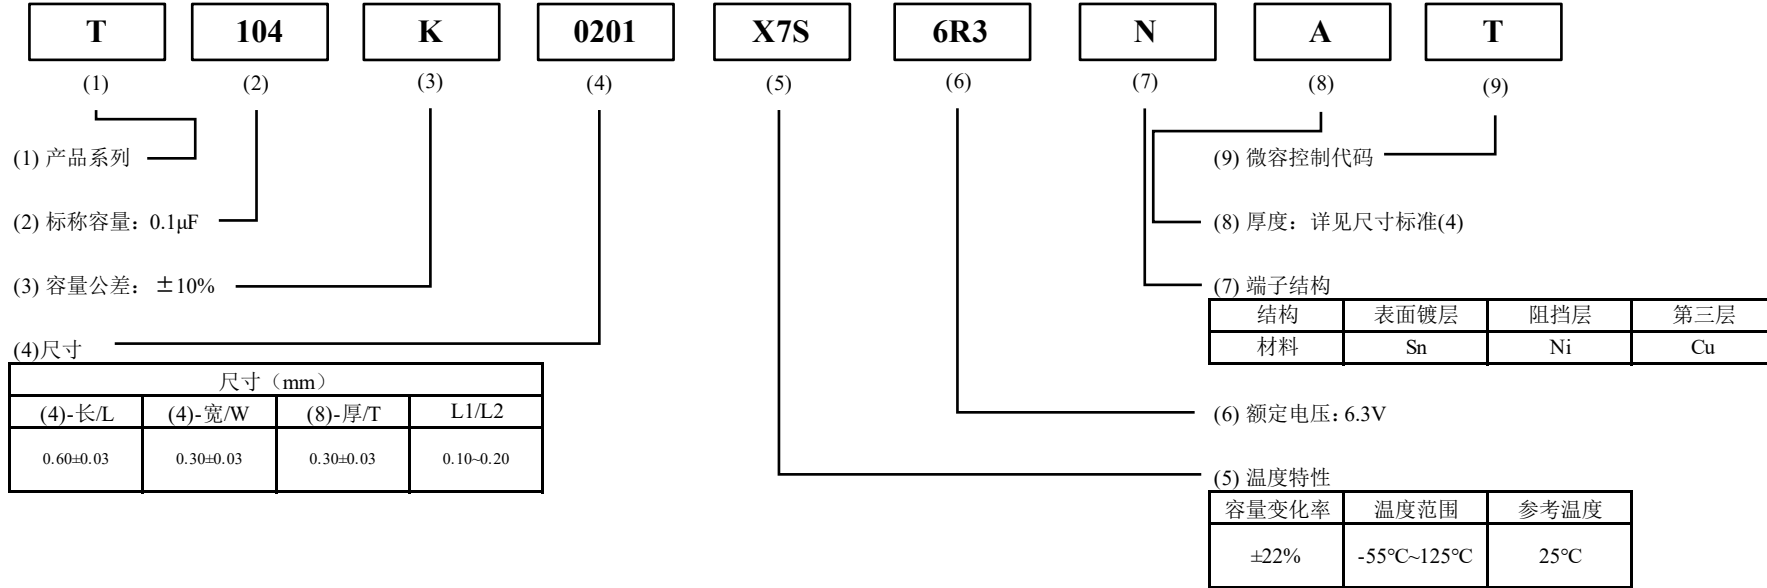 T 104 K 0201 X7S 6R3 N A T
(1) (2) (3) (4) (5) (6) (7) (8) (9)
(1) 产品系列
(9) 微容控制代码
(2) 标称容量：0.1μF
(8) 厚度：详见尺寸标准(4)
(3) 容量公差：±10%
(7) 端子结构
结构 表面镀层 阻挡层 第三层
材料 Sn Ni Cu
(4)尺寸
尺寸（mm）
(4)-长/L (4)-宽/W (8)-厚/T L1/L2
0.60±0.03 0.30±0.03 0.30±0.03 0.10~0.20
(6) 额定电压：6.3V
(5) 温度特性
容量变化率 温度范围 参考温度
±22% -55℃~125℃ 25℃